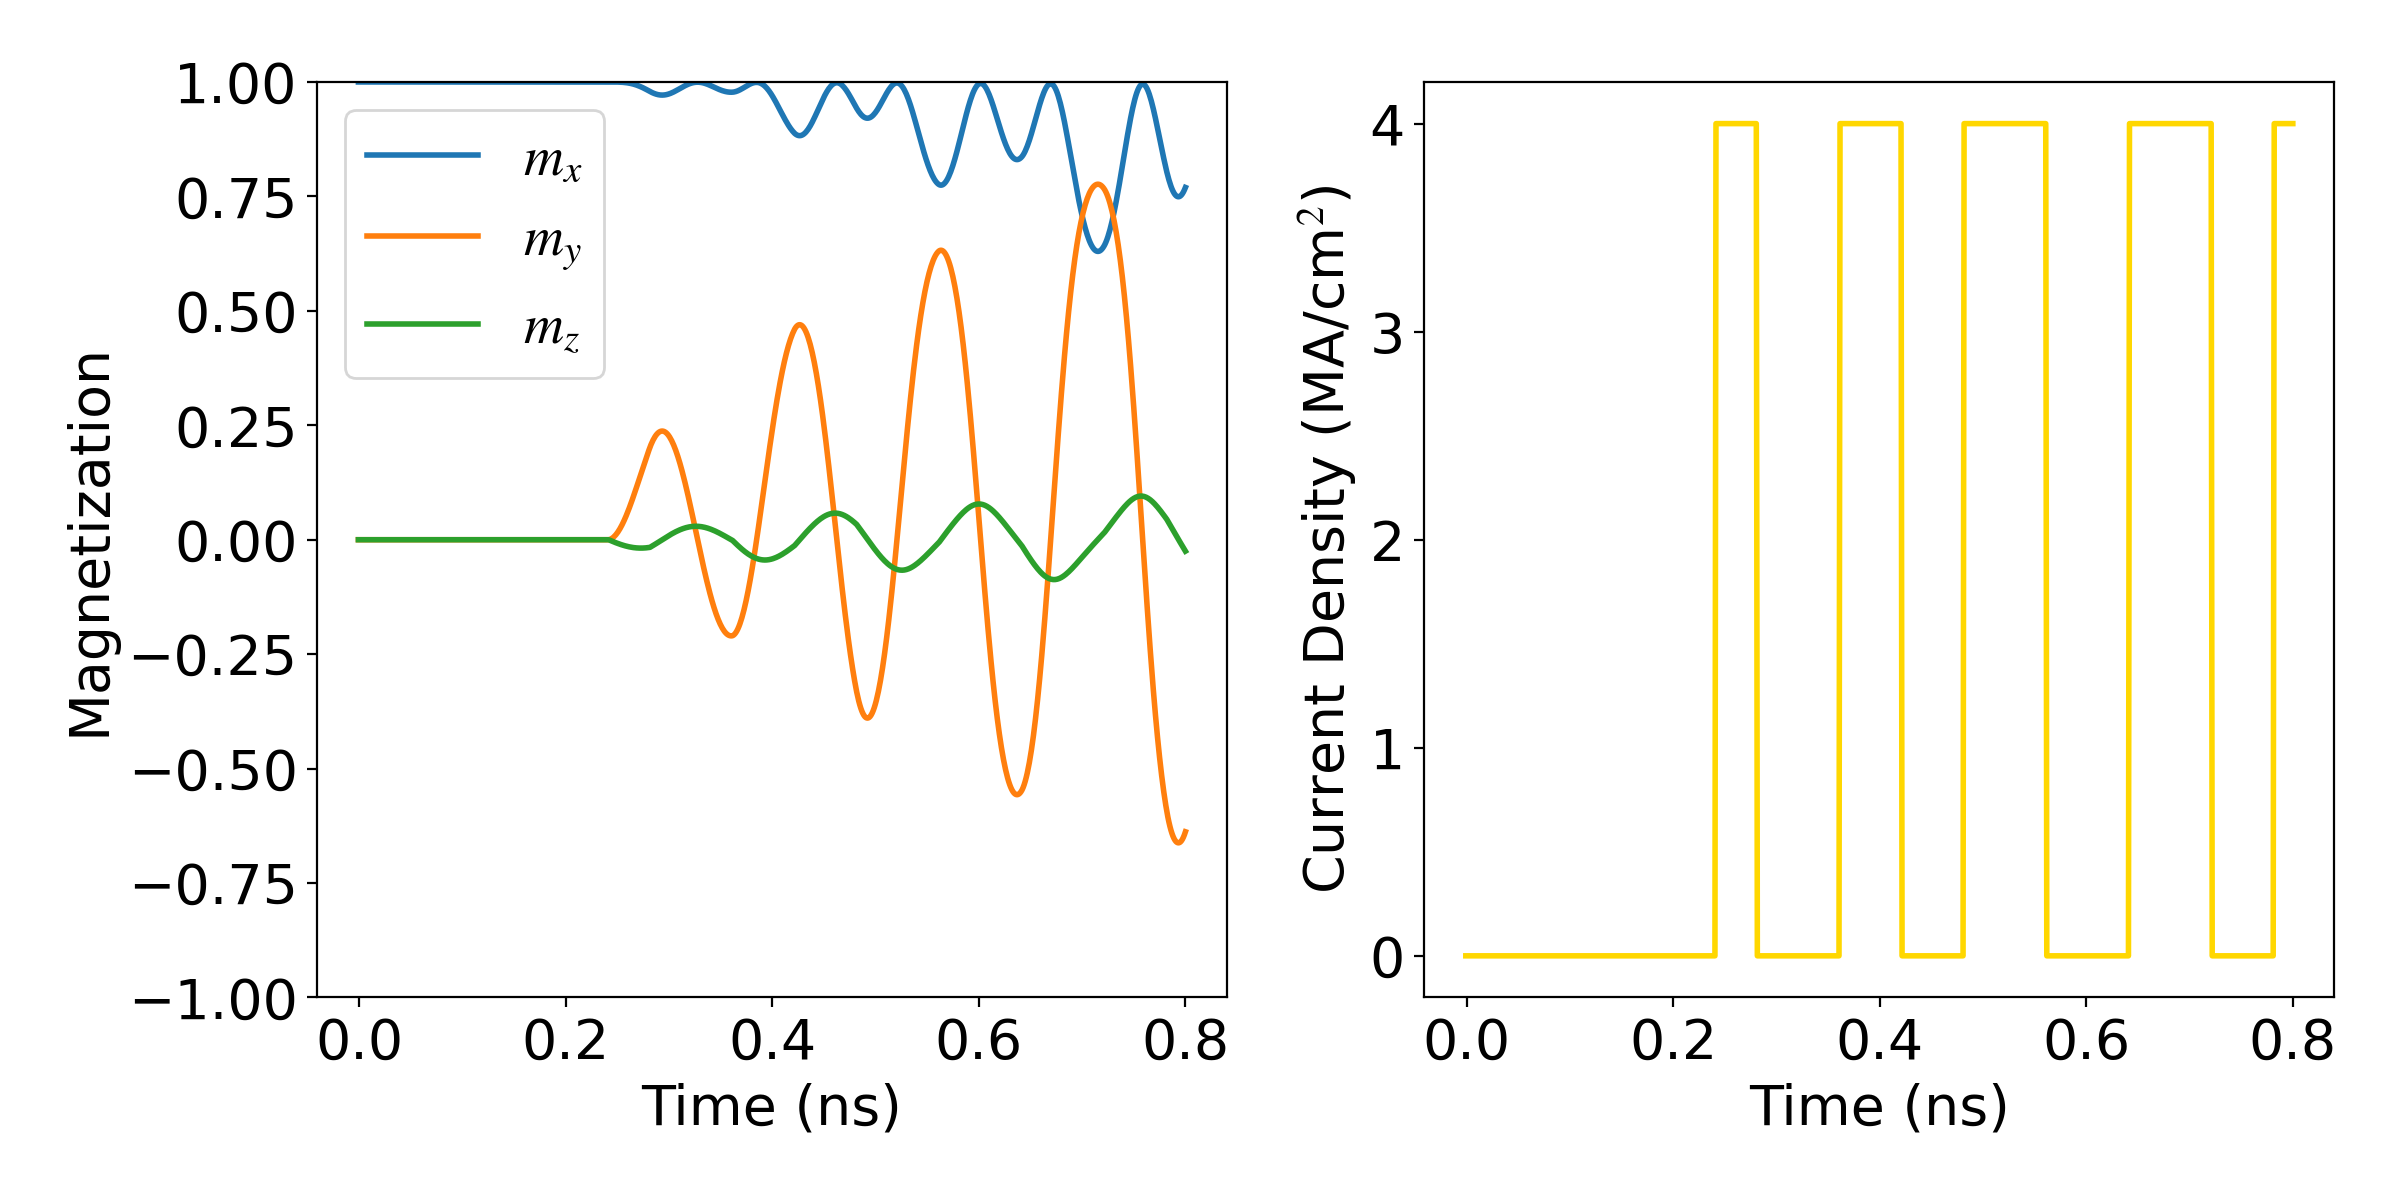 1.00
0.75
0.50
0.25
0.00
−0.25
−0.50
−0.75
−1.00
Magnetization
m_x
m_y
m_z
0.0 0.2 0.4 0.6 0.8
Time (ns)
4
3
2
1
0
Current Density (MA/cm²)
0.0 0.2 0.4 0.6 0.8
Time (ns)